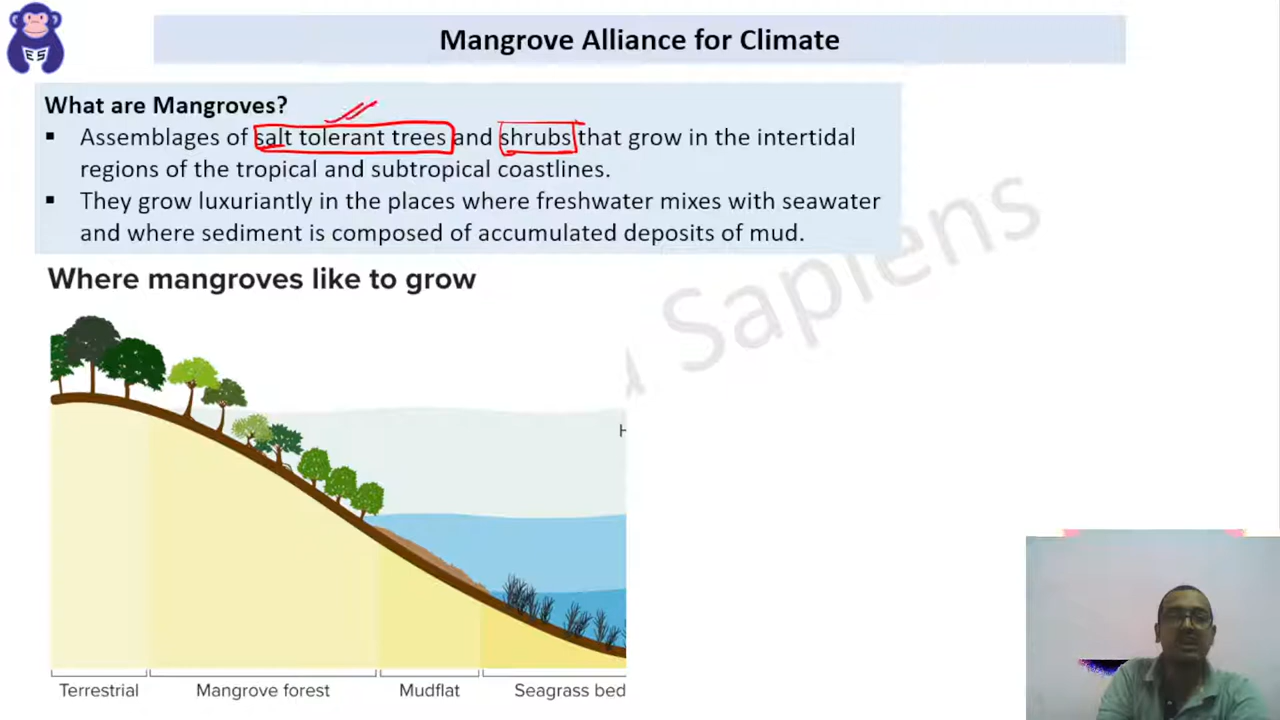 ES
Mangrove Alliance for Climate
What are Mangroves?
▪ Assemblages of salt tolerant trees and shrubs that grow in the intertidal
regions of the tropical and subtropical coastlines.
▪ They grow luxuriantly in the places where freshwater mixes with seawater
and where sediment is composed of accumulated deposits of mud.
Sapiens
Where mangroves like to grow
H
Terrestrial
Mangrove forest
Mudflat
Seagrass bed